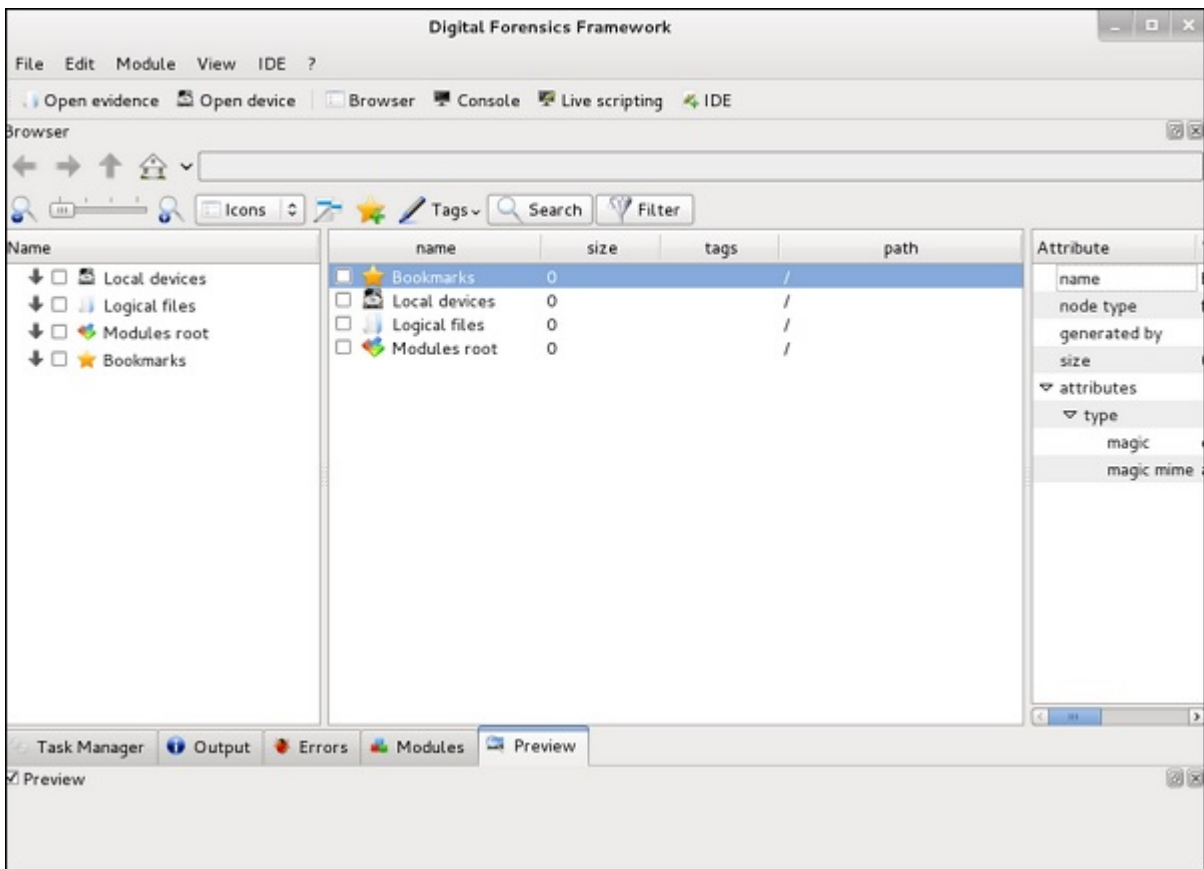 Digital Forensics Framework
File Edit Module View IDE ?
Open evidence Open device Browser Console Live scripting IDE
Browser
Icons Tags Search Filter
Name
Local devices
Logical files
Modules root
Bookmarks
name size tags path
Bookmarks 0 /
Local devices 0 /
Logical files 0 /
Modules root 0 /
Attribute
name
node type
generated by
size
attributes
type
magic
magic mime
Task Manager Output Errors Modules Preview
Preview